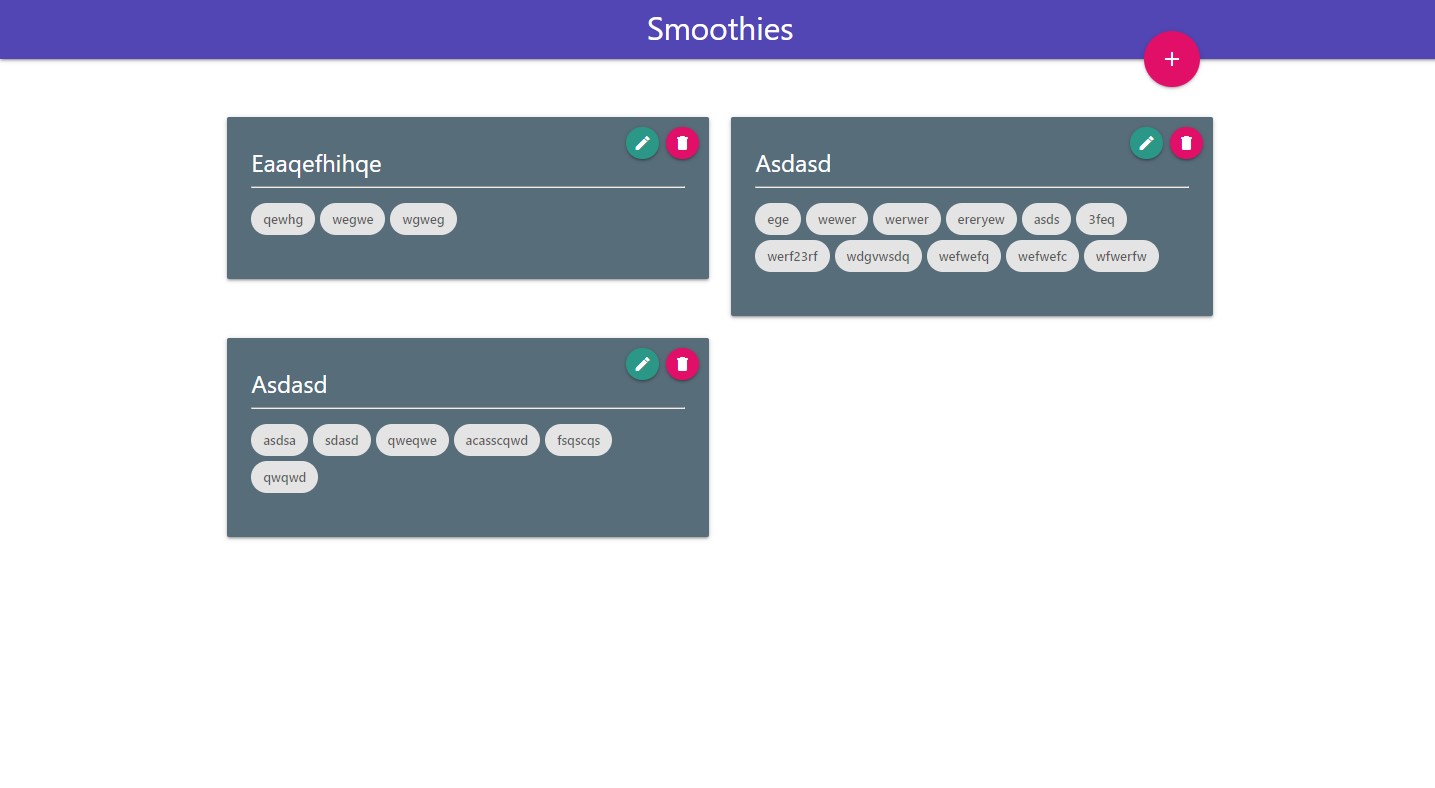 Smoothies
Eaaqefhihqe
qewhg wegwe wgweg
Asdasd
ege wewer werwer ereryew asds 3feq
werf23rf wdgvwsdq wefwefq wefwefc wfwerfw
Asdasd
asdsa sdasd qweqwe acasscqwd fsqscqs
qwqwd